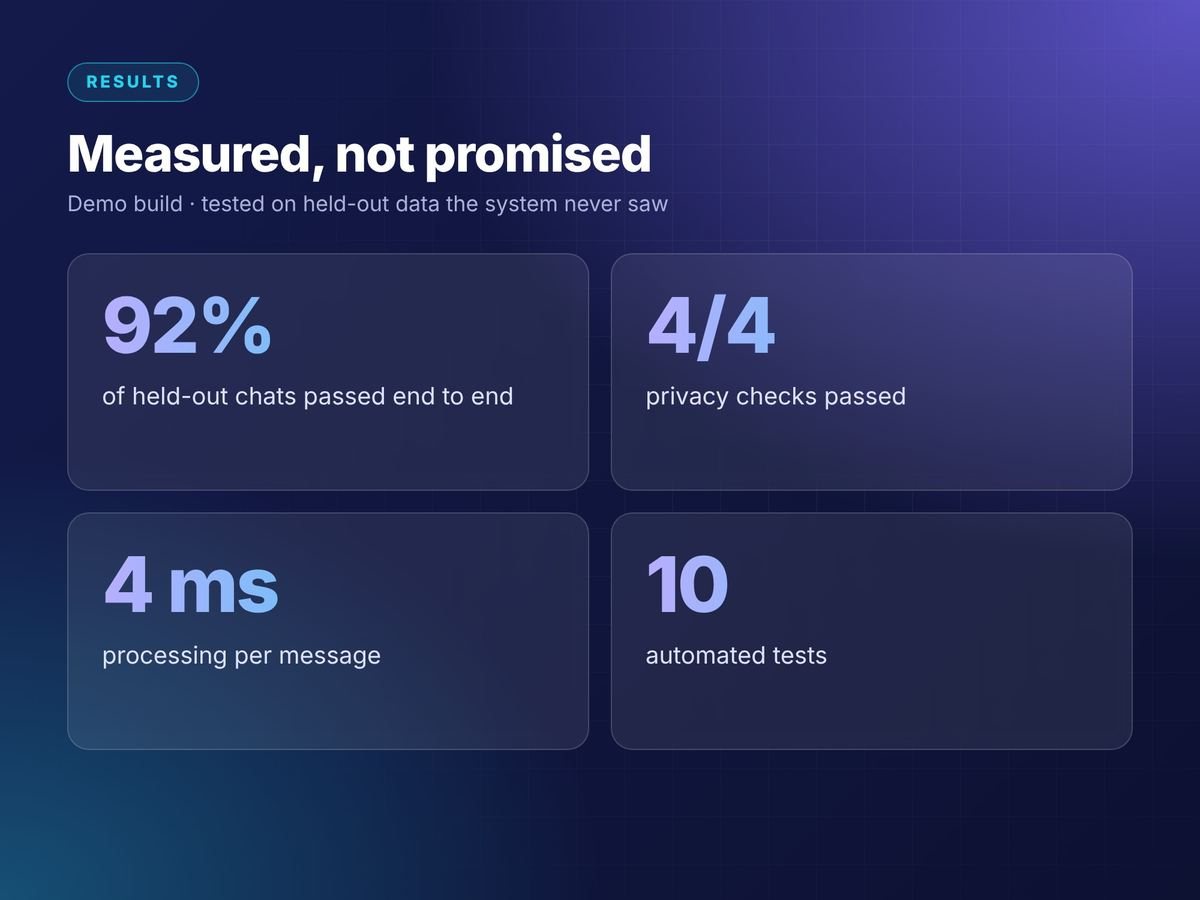 RESULTS
Measured, not promised
Demo build · tested on held-out data the system never saw
92%
of held-out chats passed end to end
4/4
privacy checks passed
4 ms
processing per message
10
automated tests